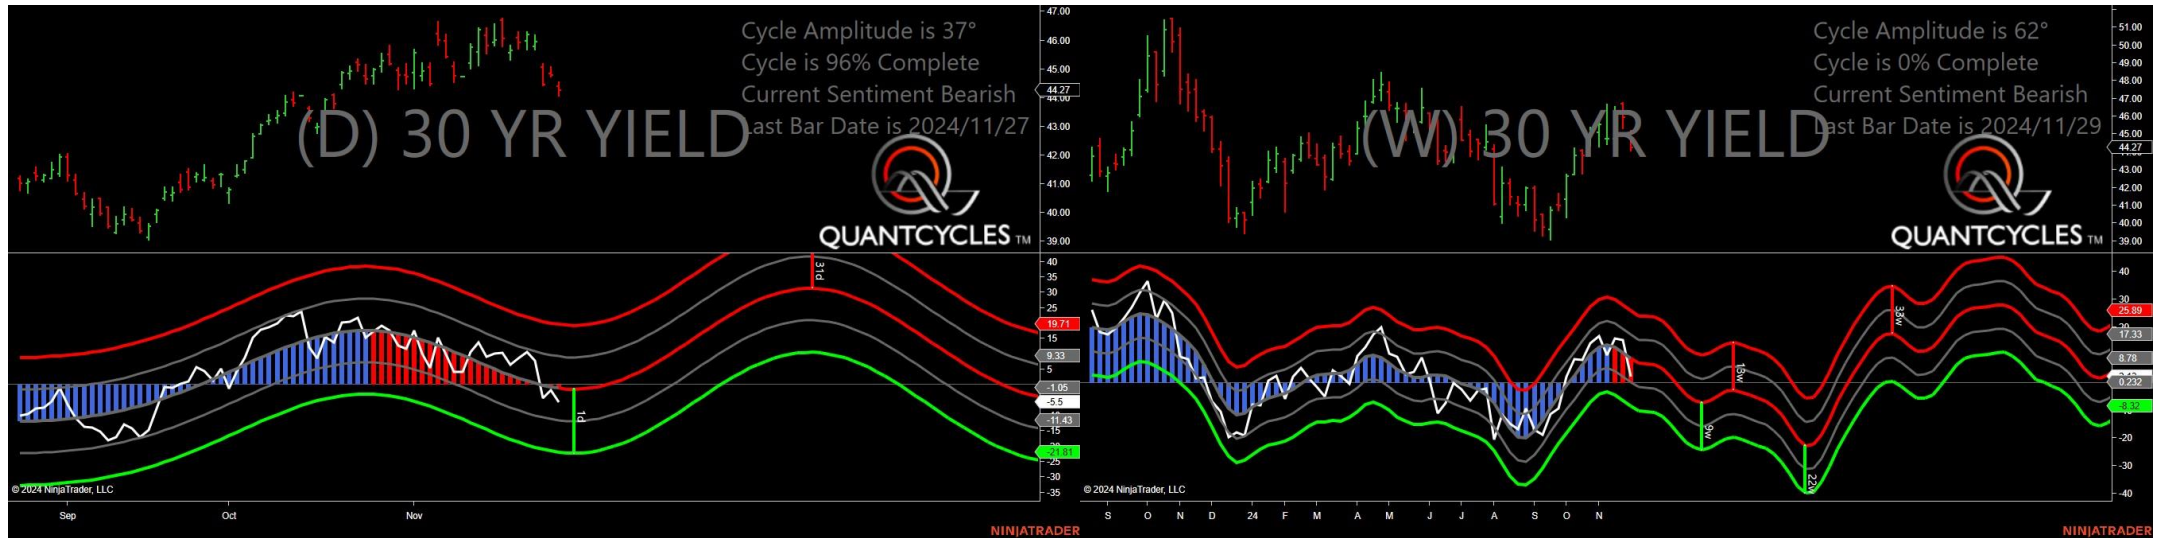 Cycle Amplitude is 37°
Cycle is 96% Complete
Current Sentiment Bearish
Last Bar Date is 2024/11/27
(D) 30 YR YIELD
QUANTCYCLES TM
47.00
46.00
45.00
44.27
44.00
43.00
42.00
41.00
40.00
39.00
40
35
30
25
19.71
15
9.33
5
-1.05
-5.5
-11.43
-15
-21.81
-25
-30
-35
31d
1d
© 2024 NinjaTrader, LLC
Sep Oct Nov
NINJATRADER
Cycle Amplitude is 62°
Cycle is 0% Complete
Current Sentiment Bearish
Last Bar Date is 2024/11/29
(W) 30 YR YIELD
QUANTCYCLES TM
51.00
50.00
49.00
48.00
47.00
46.00
45.00
44.27
43.00
42.00
41.00
40.00
39.00
40
30
25.89
17.33
8.78
0.232
-8.32
-20
-30
-40
33w
13w
9w
22w
© 2024 NinjaTrader, LLC
S O N D 24 F M A M J J A S O N
NINJATRADER